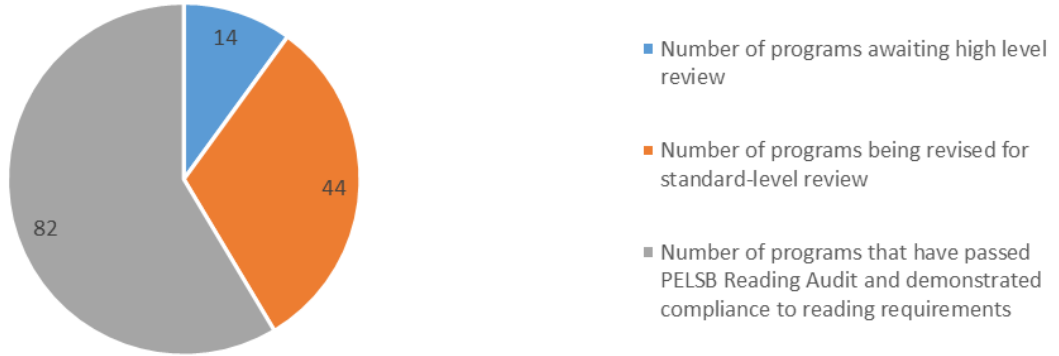 14
44
82
Number of programs awaiting high level
review
Number of programs being revised for
standard-level review
Number of programs that have passed
PELSB Reading Audit and demonstrated
compliance to reading requirements